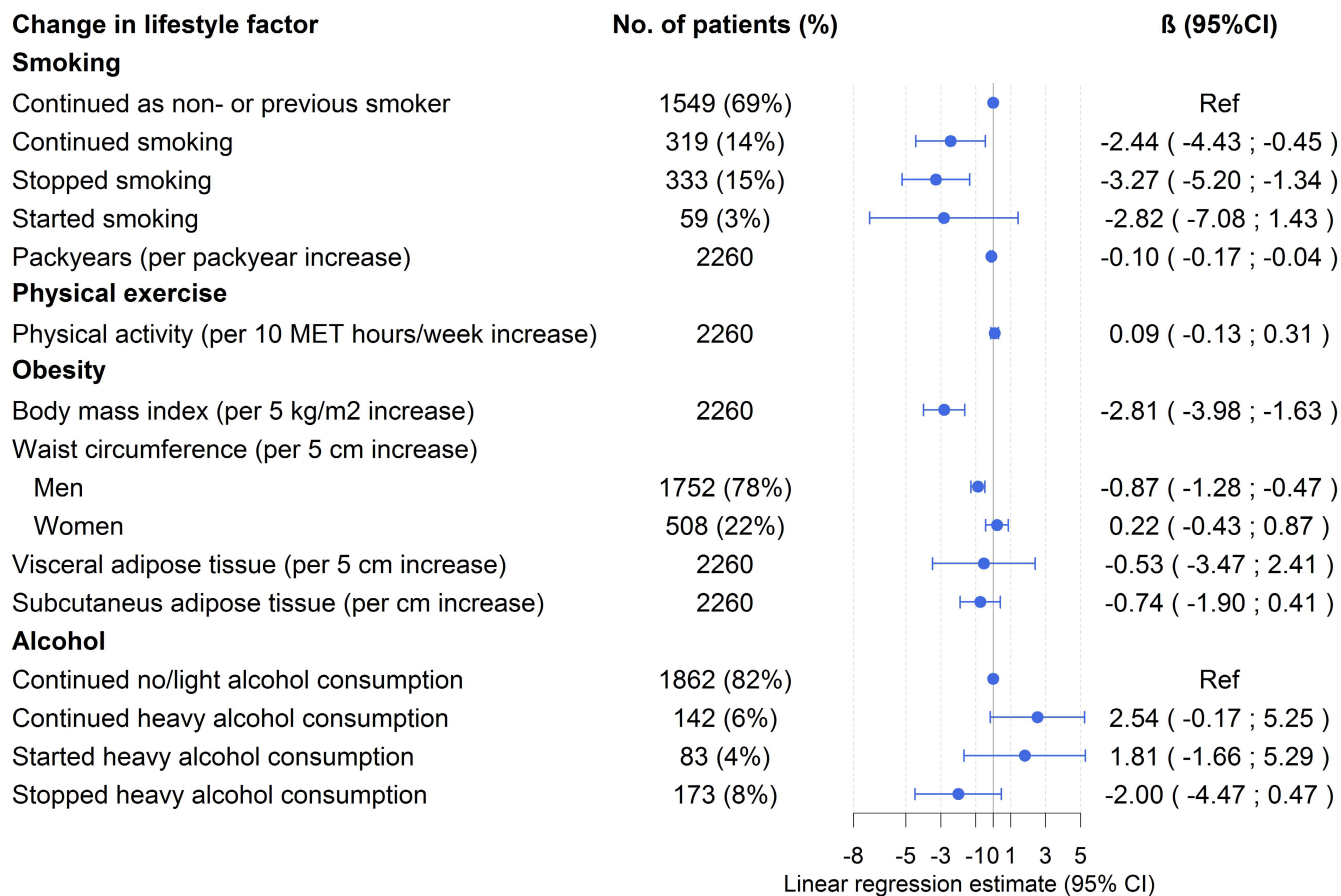 Change in lifestyle factor No. of patients (%) ß (95%CI)
Smoking
Continued as non- or previous smoker 1549 (69%) Ref
Continued smoking 319 (14%) -2.44 ( -4.43 ; -0.45 )
Stopped smoking 333 (15%) -3.27 ( -5.20 ; -1.34 )
Started smoking 59 (3%) -2.82 ( -7.08 ; 1.43 )
Packyears (per packyear increase) 2260 -0.10 ( -0.17 ; -0.04 )
Physical exercise
Physical activity (per 10 MET hours/week increase) 2260 0.09 ( -0.13 ; 0.31 )
Obesity
Body mass index (per 5 kg/m2 increase) 2260 -2.81 ( -3.98 ; -1.63 )
Waist circumference (per 5 cm increase)
Men 1752 (78%) -0.87 ( -1.28 ; -0.47 )
Women 508 (22%) 0.22 ( -0.43 ; 0.87 )
Visceral adipose tissue (per 5 cm increase) 2260 -0.53 ( -3.47 ; 2.41 )
Subcutaneus adipose tissue (per cm increase) 2260 -0.74 ( -1.90 ; 0.41 )
Alcohol
Continued no/light alcohol consumption 1862 (82%) Ref
Continued heavy alcohol consumption 142 (6%) 2.54 ( -0.17 ; 5.25 )
Started heavy alcohol consumption 83 (4%) 1.81 ( -1.66 ; 5.29 )
Stopped heavy alcohol consumption 173 (8%) -2.00 ( -4.47 ; 0.47 )
-8 -5 -3 -1 0 1 3 5
Linear regression estimate (95% CI)